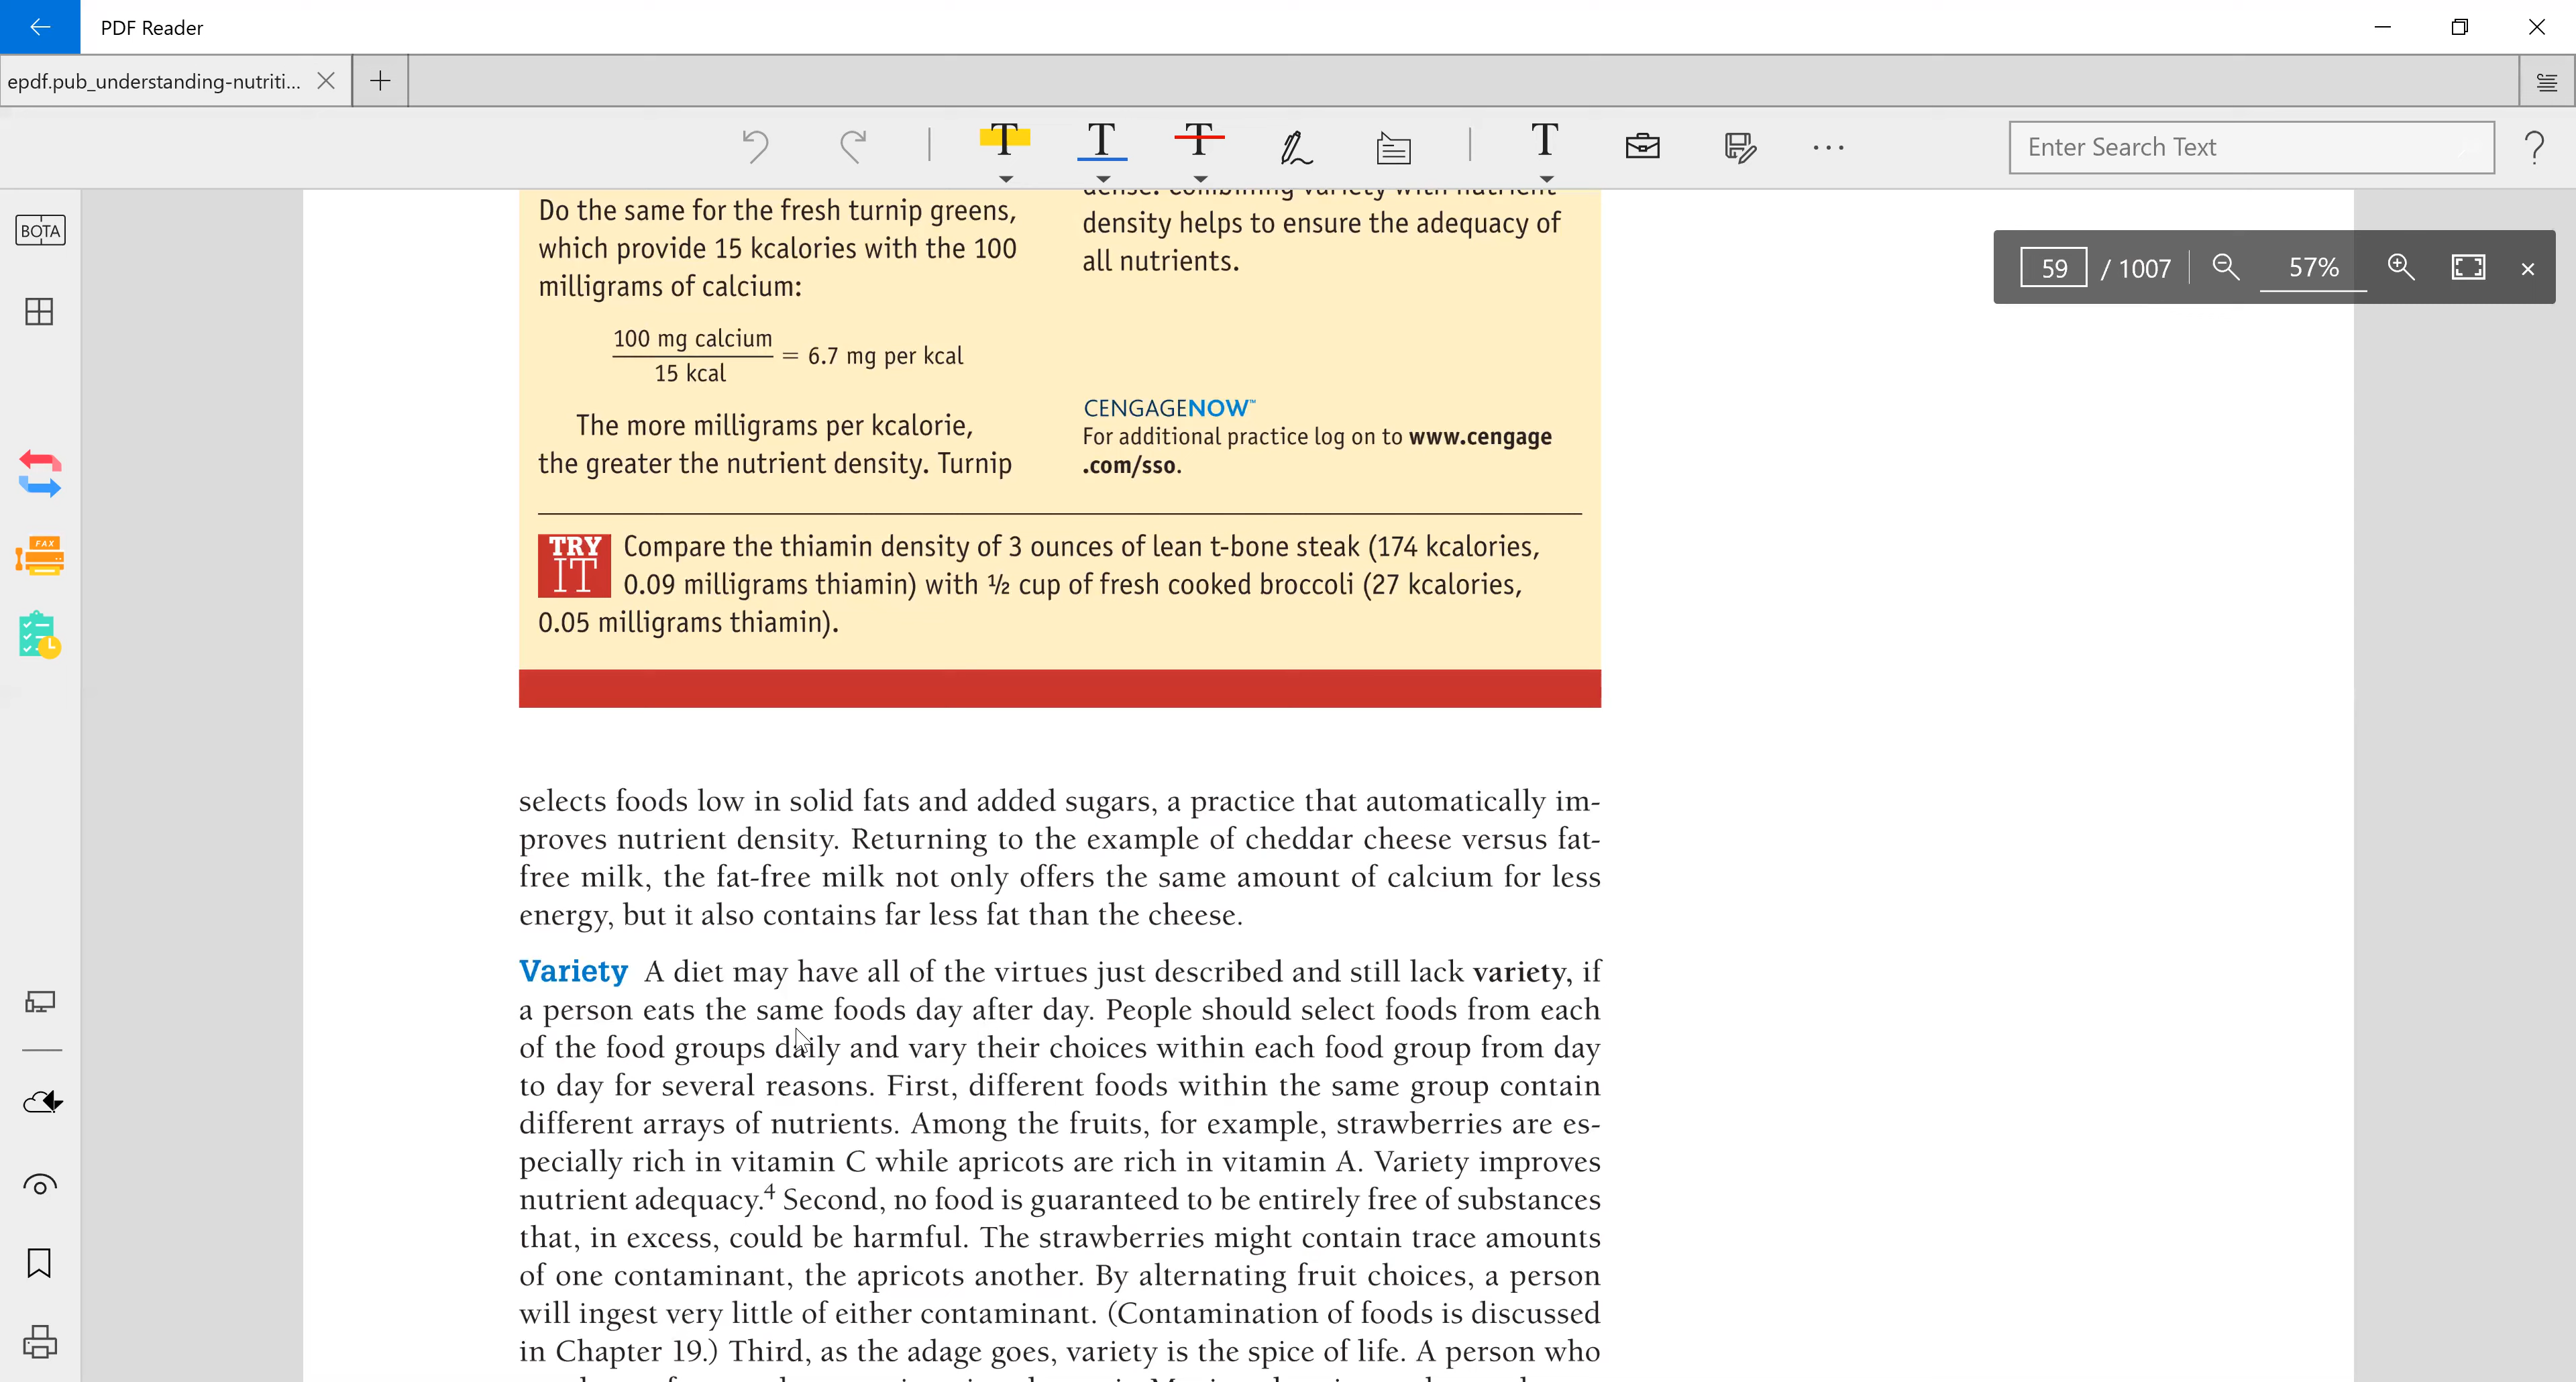 PDF Reader
epdf.pub_understanding-nutriti...
Enter Search Text
BOTA
59 / 1007 57%
FAX
Do the same for the fresh turnip greens,
which provide 15 kcalories with the 100
milligrams of calcium:
100 mg calcium
15 kcal
= 6.7 mg per kcal
The more milligrams per kcalorie,
the greater the nutrient density. Turnip
dense. Combining variety with nutrient
density helps to ensure the adequacy of
all nutrients.
CENGAGENOW™
For additional practice log on to www.cengage
.com/sso.
TRY IT Compare the thiamin density of 3 ounces of lean t-bone steak (174 kcalories,
0.09 milligrams thiamin) with ½ cup of fresh cooked broccoli (27 kcalories,
0.05 milligrams thiamin).
selects foods low in solid fats and added sugars, a practice that automatically im-
proves nutrient density. Returning to the example of cheddar cheese versus fat-
free milk, the fat-free milk not only offers the same amount of calcium for less
energy, but it also contains far less fat than the cheese.
Variety A diet may have all of the virtues just described and still lack variety, if
a person eats the same foods day after day. People should select foods from each
of the food groups daily and vary their choices within each food group from day
to day for several reasons. First, different foods within the same group contain
different arrays of nutrients. Among the fruits, for example, strawberries are es-
pecially rich in vitamin C while apricots are rich in vitamin A. Variety improves
nutrient adequacy.⁴ Second, no food is guaranteed to be entirely free of substances
that, in excess, could be harmful. The strawberries might contain trace amounts
of one contaminant, the apricots another. By alternating fruit choices, a person
will ingest very little of either contaminant. (Contamination of foods is discussed
in Chapter 19.) Third, as the adage goes, variety is the spice of life. A person who